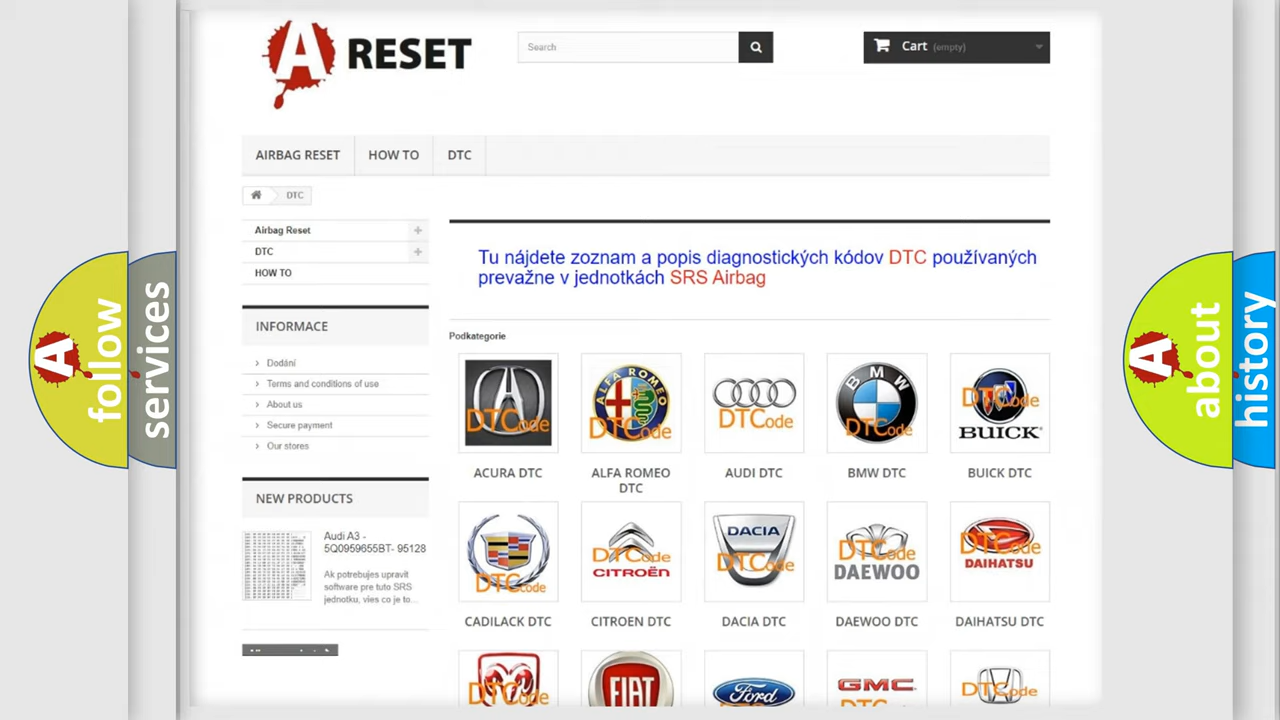 A RESET
Search
Cart (empty)
AIRBAG RESET
HOW TO
DTC
DTC
Airbag Reset
DTC
HOW TO
Tu nájdete zoznam a popis diagnostických kódov DTC používaných
prevažne v jednotkách SRS Airbag
INFORMACE
Dodání
Terms and conditions of use
About us
Secure payment
Our stores
NEW PRODUCTS
Audi A3 -
5Q0959655BT- 95128
Ak potrebujes upravit
software pre tuto SRS
jednotku, vies co je to...
Podkategorie
DTCode
ALFA ROMEO
DTCode
DTCode
BMW
DTCode
DTCode
BUICK
ACURA DTC
ALFA ROMEO
DTC
AUDI DTC
BMW DTC
BUICK DTC
DTCode
DTCode
CITROËN
DACIA
DTCode
DTCode
DAEWOO
DTCode
DAIHATSU
CADILACK DTC
CITROEN DTC
DACIA DTC
DAEWOO DTC
DAIHATSU DTC
DTCode
FIAT
Ford
GMC
DTCode
A follow
services
A about
history